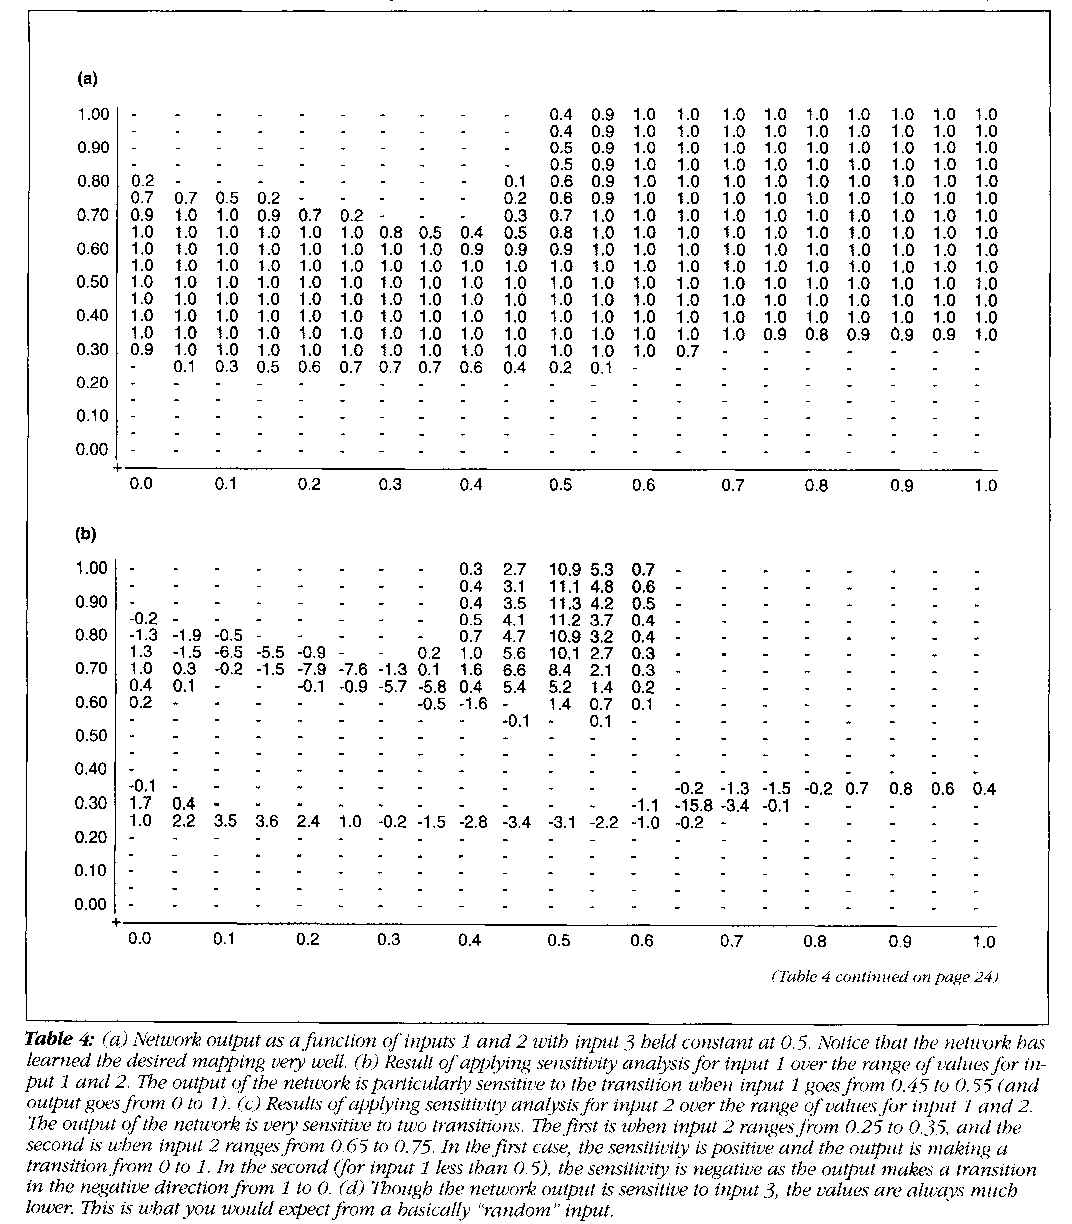 (a)
1.00 - - - - - - - - - - 0.4 0.9 1.0 1.0 1.0 1.0 1.0 1.0 1.0 1.0 1.0
- - - - - - - - - - 0.4 0.9 1.0 1.0 1.0 1.0 1.0 1.0 1.0 1.0 1.0
0.90 - - - - - - - - - - 0.5 0.9 1.0 1.0 1.0 1.0 1.0 1.0 1.0 1.0 1.0
- - - - - - - - - - 0.5 0.9 1.0 1.0 1.0 1.0 1.0 1.0 1.0 1.0 1.0
0.80 0.2 - - - - - - - - 0.1 0.6 0.9 1.0 1.0 1.0 1.0 1.0 1.0 1.0 1.0 1.0
0.7 0.7 0.5 0.2 - - - - - 0.2 0.6 0.9 1.0 1.0 1.0 1.0 1.0 1.0 1.0 1.0 1.0
0.70 0.9 1.0 1.0 0.9 0.7 0.2 - - - 0.3 0.7 1.0 1.0 1.0 1.0 1.0 1.0 1.0 1.0 1.0 1.0
1.0 1.0 1.0 1.0 1.0 1.0 0.8 0.5 0.4 0.5 0.8 1.0 1.0 1.0 1.0 1.0 1.0 1.0 1.0 1.0 1.0
0.60 1.0 1.0 1.0 1.0 1.0 1.0 1.0 1.0 0.9 0.9 0.9 1.0 1.0 1.0 1.0 1.0 1.0 1.0 1.0 1.0 1.0
1.0 1.0 1.0 1.0 1.0 1.0 1.0 1.0 1.0 1.0 1.0 1.0 1.0 1.0 1.0 1.0 1.0 1.0 1.0 1.0 1.0
0.50 1.0 1.0 1.0 1.0 1.0 1.0 1.0 1.0 1.0 1.0 1.0 1.0 1.0 1.0 1.0 1.0 1.0 1.0 1.0 1.0 1.0
1.0 1.0 1.0 1.0 1.0 1.0 1.0 1.0 1.0 1.0 1.0 1.0 1.0 1.0 1.0 1.0 1.0 1.0 1.0 1.0 1.0
0.40 1.0 1.0 1.0 1.0 1.0 1.0 1.0 1.0 1.0 1.0 1.0 1.0 1.0 1.0 1.0 1.0 1.0 1.0 1.0 1.0 1.0
1.0 1.0 1.0 1.0 1.0 1.0 1.0 1.0 1.0 1.0 1.0 1.0 1.0 1.0 1.0 0.9 0.8 0.9 0.9 0.9 1.0
0.30 0.9 1.0 1.0 1.0 1.0 1.0 1.0 1.0 1.0 1.0 1.0 1.0 1.0 0.7 - - - - - - -
- 0.1 0.3 0.5 0.6 0.7 0.7 0.7 0.6 0.4 0.2 0.1 - - - - - - - - -
0.20 - - - - - - - - - - - - - - - - - - - - -
- - - - - - - - - - - - - - - - - - - - -
0.10 - - - - - - - - - - - - - - - - - - - - -
- - - - - - - - - - - - - - - - - - - - -
0.00 - - - - - - - - - - - - - - - - - - - - -
+
0.0 0.1 0.2 0.3 0.4 0.5 0.6 0.7 0.8 0.9 1.0
(b)
1.00 - - - - - - - - 0.3 2.7 10.9 5.3 0.7 - - - - - - - -
- - - - - - - - 0.4 3.1 11.1 4.8 0.6 - - - - - - - -
0.90 - - - - - - - - 0.4 3.5 11.3 4.2 0.5 - - - - - - - -
-0.2 - - - - - - - 0.5 4.1 11.2 3.7 0.4 - - - - - - - -
0.80 -1.3 -1.9 -0.5 - - - - - 0.7 4.7 10.9 3.2 0.4 - - - - - - - -
1.3 -1.5 -6.5 -5.5 -0.9 - - 0.2 1.0 5.6 10.1 2.7 0.3 - - - - - - - -
0.70 1.0 0.3 -0.2 -1.5 -7.9 -7.6 -1.3 0.1 1.6 6.6 8.4 2.1 0.3 - - - - - - - -
0.4 0.1 - - -0.1 -0.9 -5.7 -5.8 0.4 5.4 5.2 1.4 0.2 - - - - - - - -
0.60 0.2 - - - - - - -0.5 -1.6 - 1.4 0.7 0.1 - - - - - - - -
- - - - - - - - - -0.1 - 0.1 - - - - - - - - -
0.50 - - - - - - - - - - - - - - - - - - - - -
- - - - - - - - - - - - - - - - - - - - -
0.40 - - - - - - - - - - - - - - - - - - - - -
-0.1 - - - - - - - - - - - - -0.2 -1.3 -1.5 -0.2 0.7 0.8 0.6 0.4
0.30 1.7 0.4 - - - - - - - - - - -1.1 -15.8 -3.4 -0.1 - - - - -
1.0 2.2 3.5 3.6 2.4 1.0 -0.2 -1.5 -2.8 -3.4 -3.1 -2.2 -1.0 -0.2 - - - - - - -
0.20 - - - - - - - - - - - - - - - - - - - - -
- - - - - - - - - - - - - - - - - - - - -
0.10 - - - - - - - - - - - - - - - - - - - - -
- - - - - - - - - - - - - - - - - - - - -
0.00 - - - - - - - - - - - - - - - - - - - - -
+
0.0 0.1 0.2 0.3 0.4 0.5 0.6 0.7 0.8 0.9 1.0
(Table 4 continued on page 24)
Table 4: (a) Network output as a function of inputs 1 and 2 with input 3 held constant at 0.5. Notice that the network has
learned the desired mapping very well. (b) Result of applying sensitivity analysis for input 1 over the range of values for in-
put 1 and 2. The output of the network is particularly sensitive to the transition when input 1 goes from 0.45 to 0.55 (and
output goes from 0 to 1). (c) Results of applying sensitivity analysis for input 2 over the range of values for input 1 and 2.
The output of the network is very sensitive to two transitions. The first is when input 2 ranges from 0.25 to 0.35, and the
second is when input 2 ranges from 0.65 to 0.75. In the first case, the sensitivity is positive and the output is making a
transition from 0 to 1. In the second (for input 1 less than 0.5), the sensitivity is negative as the output makes a transition
in the negative direction from 1 to 0. (d) Though the network output is sensitive to input 3, the values are always much
lower. This is what you would expect from a basically "random" input.